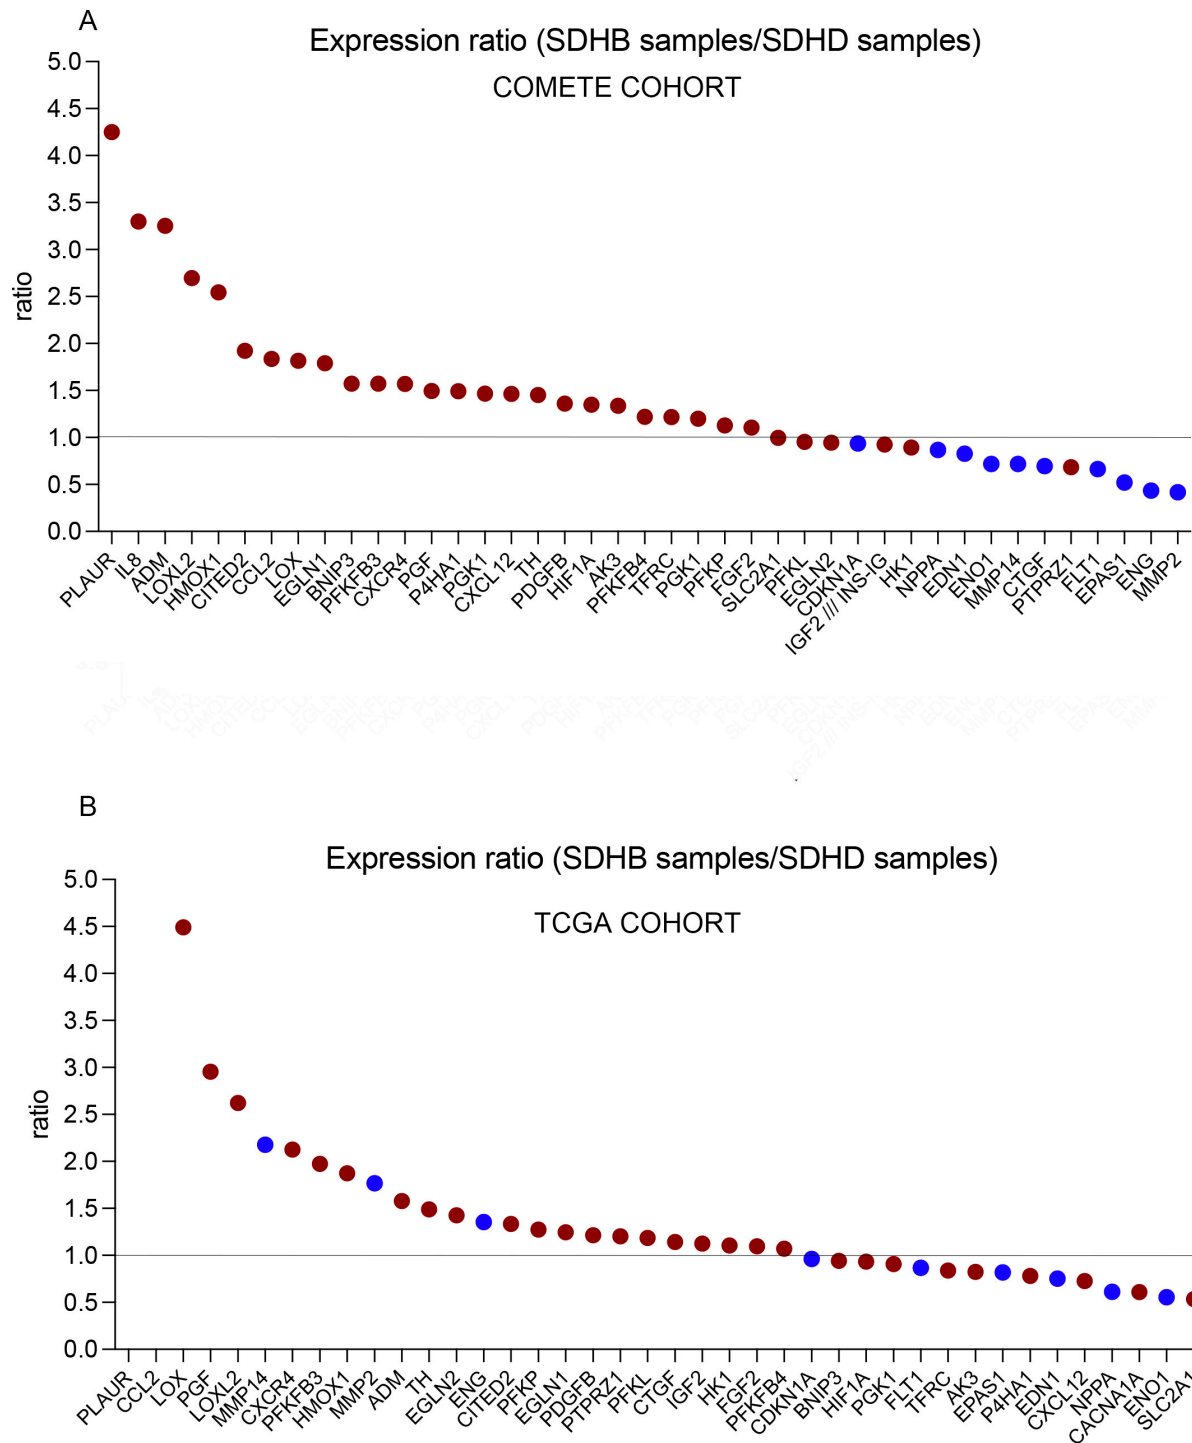 A
Expression ratio (SDHB samples/SDHD samples)
COMETE COHORT
5.0
4.5
4.0
3.5
3.0
2.5
2.0
1.5
1.0
0.5
0.0
ratio
PLAUR
IL8
ADM
LOXL2
HMOX1
CITED2
CCL2
LOX
EGLN1
BNIP3
PFKFB3
CXCR4
PGF
P4HA1
PGK1
CXCL12
TH
PDGFB
HIF1A
AK3
PFKFB4
TFRC
PGK1
PFKP
FGF2
SLC2A1
PFKL
EGLN2
CDKN1A
IGF2 /// INS-IG
HK1
NPPA
EDN1
ENO1
MMP14
CTGF
PTPRZ1
FLT1
EPAS1
ENG
MMP2
B
Expression ratio (SDHB samples/SDHD samples)
TCGA COHORT
5.0
4.5
4.0
3.5
3.0
2.5
2.0
1.5
1.0
0.5
0.0
ratio
PLAUR
CCL2
LOX
PGF
LOXL2
MMP14
CXCR4
PFKFB3
HMOX1
MMP2
ADM
TH
EGLN2
ENG
CITED2
PFKP
EGLN1
PDGFB
PTPRZ1
PFKL
CTGF
IGF2
HK1
FGF2
PFKFB4
CDKN1A
BNIP3
HIF1A
PGK1
FLT1
TFRC
AK3
EPAS1
P4HA1
EDN1
CXCL12
NPPA
CACNA1A
ENO1
SLC2A1